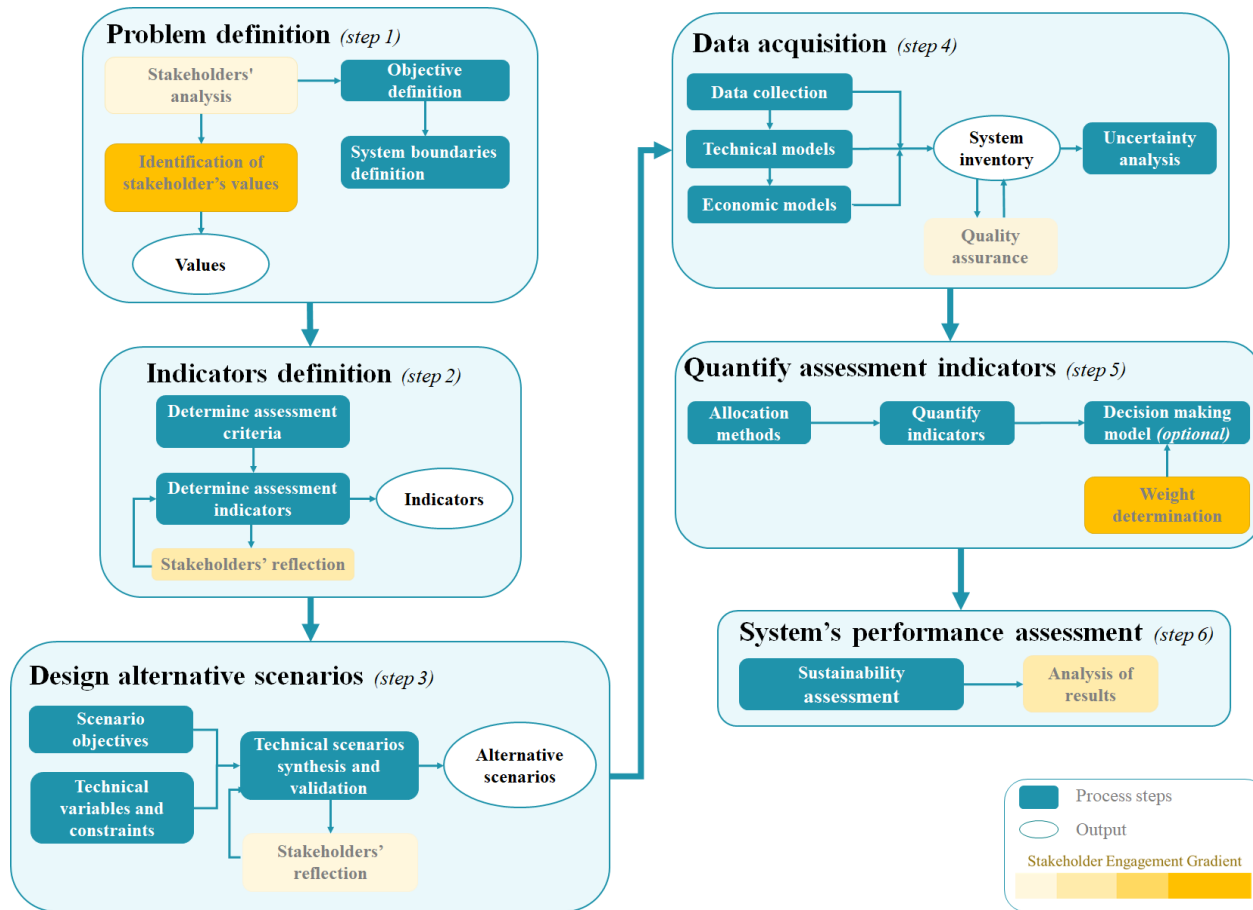 Problem definition (step 1)
Stakeholders'
analysis
Objective
definition
Identification of
stakeholder’s values
System boundaries
definition
Values
Indicators definition (step 2)
Determine assessment
criteria
Determine assessment
indicators
Indicators
Stakeholders’ reflection
Design alternative scenarios (step 3)
Scenario
objectives
Technical
variables and
constraints
Technical scenarios
synthesis and
validation
Alternative
scenarios
Stakeholders’
reflection
Data acquisition (step 4)
Data collection
Technical models
Economic models
System
inventory
Uncertainty
analysis
Quality
assurance
Quantify assessment indicators (step 5)
Allocation
methods
Quantify
indicators
Decision making
model (optional)
Weight
determination
System’s performance assessment (step 6)
Sustainability
assessment
Analysis of
results
Process steps
Output
Stakeholder Engagement Gradient